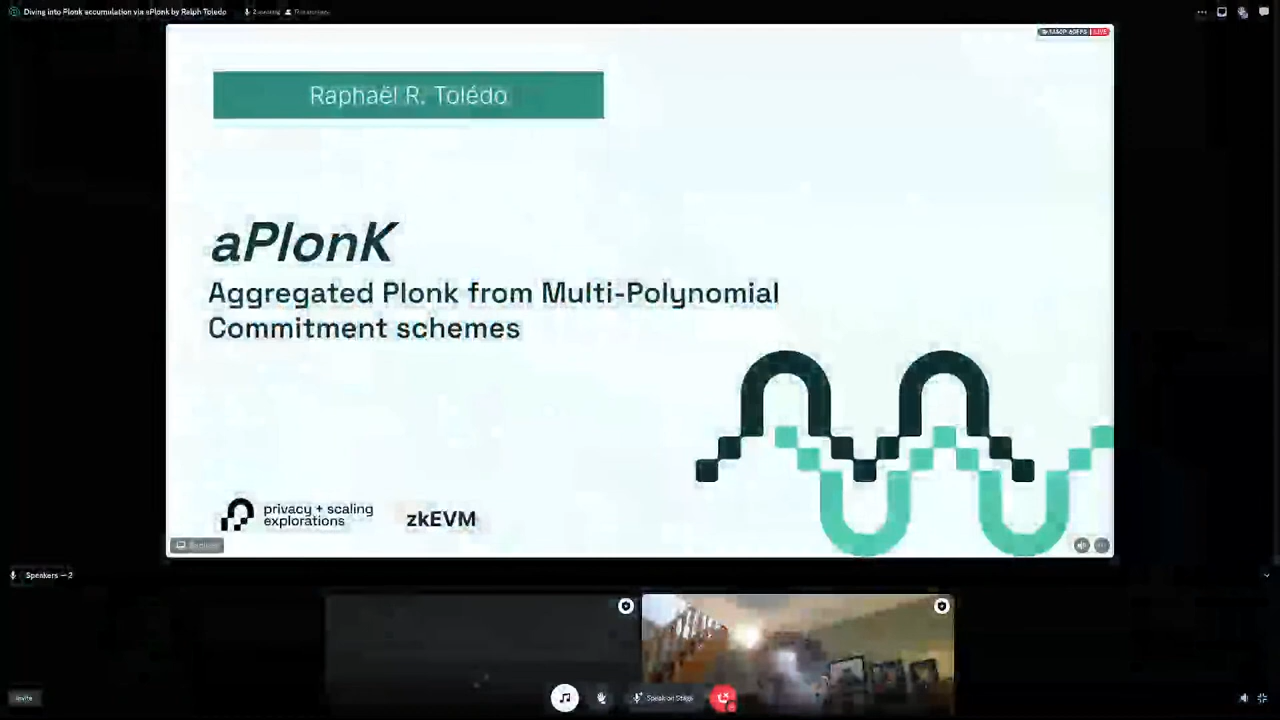 Diving into Plonk accumulation via aPlonk by Ralph Toledo
LIVE
Raphaël R. Tolédo
aPlonK
Aggregated Plonk from Multi-Polynomial
Commitment schemes
privacy + scaling
explorations
zkEVM
Speakers — 2
Invite
Speak on Stage